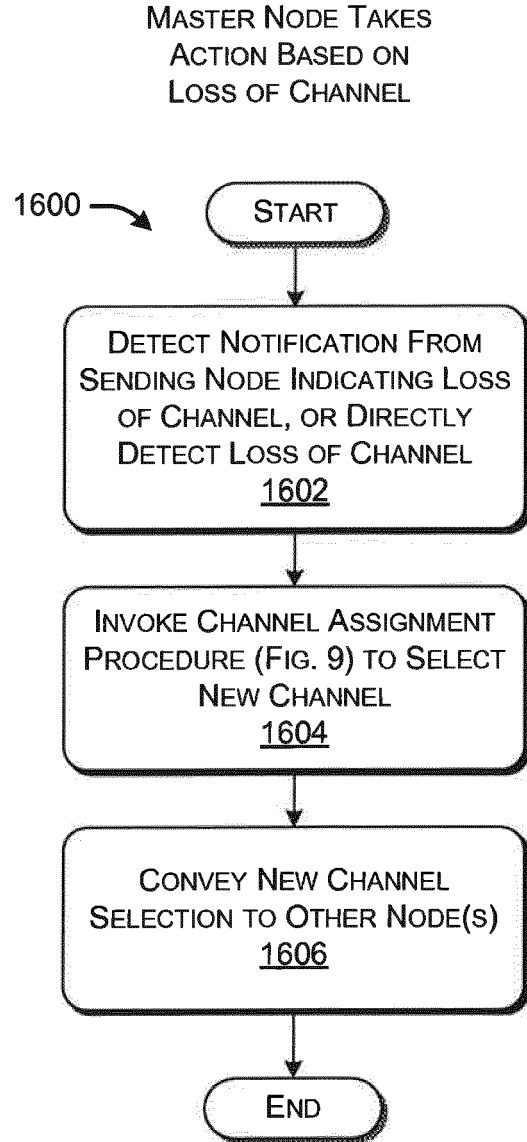 MASTER NODE TAKES
ACTION BASED ON
LOSS OF CHANNEL
1600
START
DETECT NOTIFICATION FROM
SENDING NODE INDICATING LOSS
OF CHANNEL, OR DIRECTLY
DETECT LOSS OF CHANNEL
1602
INVOKE CHANNEL ASSIGNMENT
PROCEDURE (FIG. 9) TO SELECT
NEW CHANNEL
1604
CONVEY NEW CHANNEL
SELECTION TO OTHER NODE(S)
1606
END